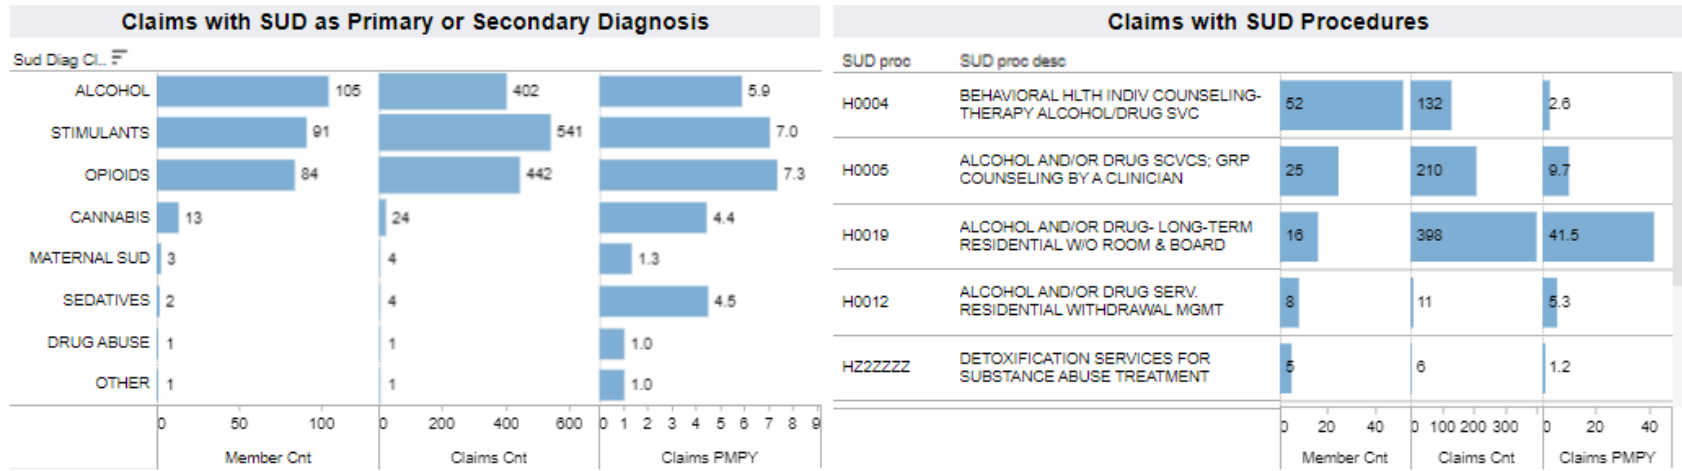 Claims with SUD as Primary or Secondary Diagnosis
Sud Diag Cl..
ALCOHOL 105 402 5.9
STIMULANTS 91 541 7.0
OPIOIDS 84 442 7.3
CANNABIS 13 24 4.4
MATERNAL SUD 3 4 1.3
SEDATIVES 2 4 4.5
DRUG ABUSE 1 1 1.0
OTHER 1 1 1.0
0 50 100 0 200 400 600 0 1 2 3 4 5 6 7 8 9
Member Cnt Claims Cnt Claims PMPY
Claims with SUD Procedures
SUD proc SUD proc desc
H0004 BEHAVIORAL HLTH INDIV COUNSELING-
THERAPY ALCOHOL/DRUG SVC
52 132 2.6
H0005 ALCOHOL AND/OR DRUG SCVCS; GRP
COUNSELING BY A CLINICIAN
25 210 9.7
H0019 ALCOHOL AND/OR DRUG- LONG-TERM
RESIDENTIAL W/O ROOM & BOARD
16 398 41.5
H0012 ALCOHOL AND/OR DRUG SERV.
RESIDENTIAL WITHDRAWAL MGMT
8 11 5.3
HZ2ZZZZ DETOXIFICATION SERVICES FOR
SUBSTANCE ABUSE TREATMENT
5 6 1.2
0 20 40 0 100 200 300 0 20 40
Member Cnt Claims Cnt Claims PMPY